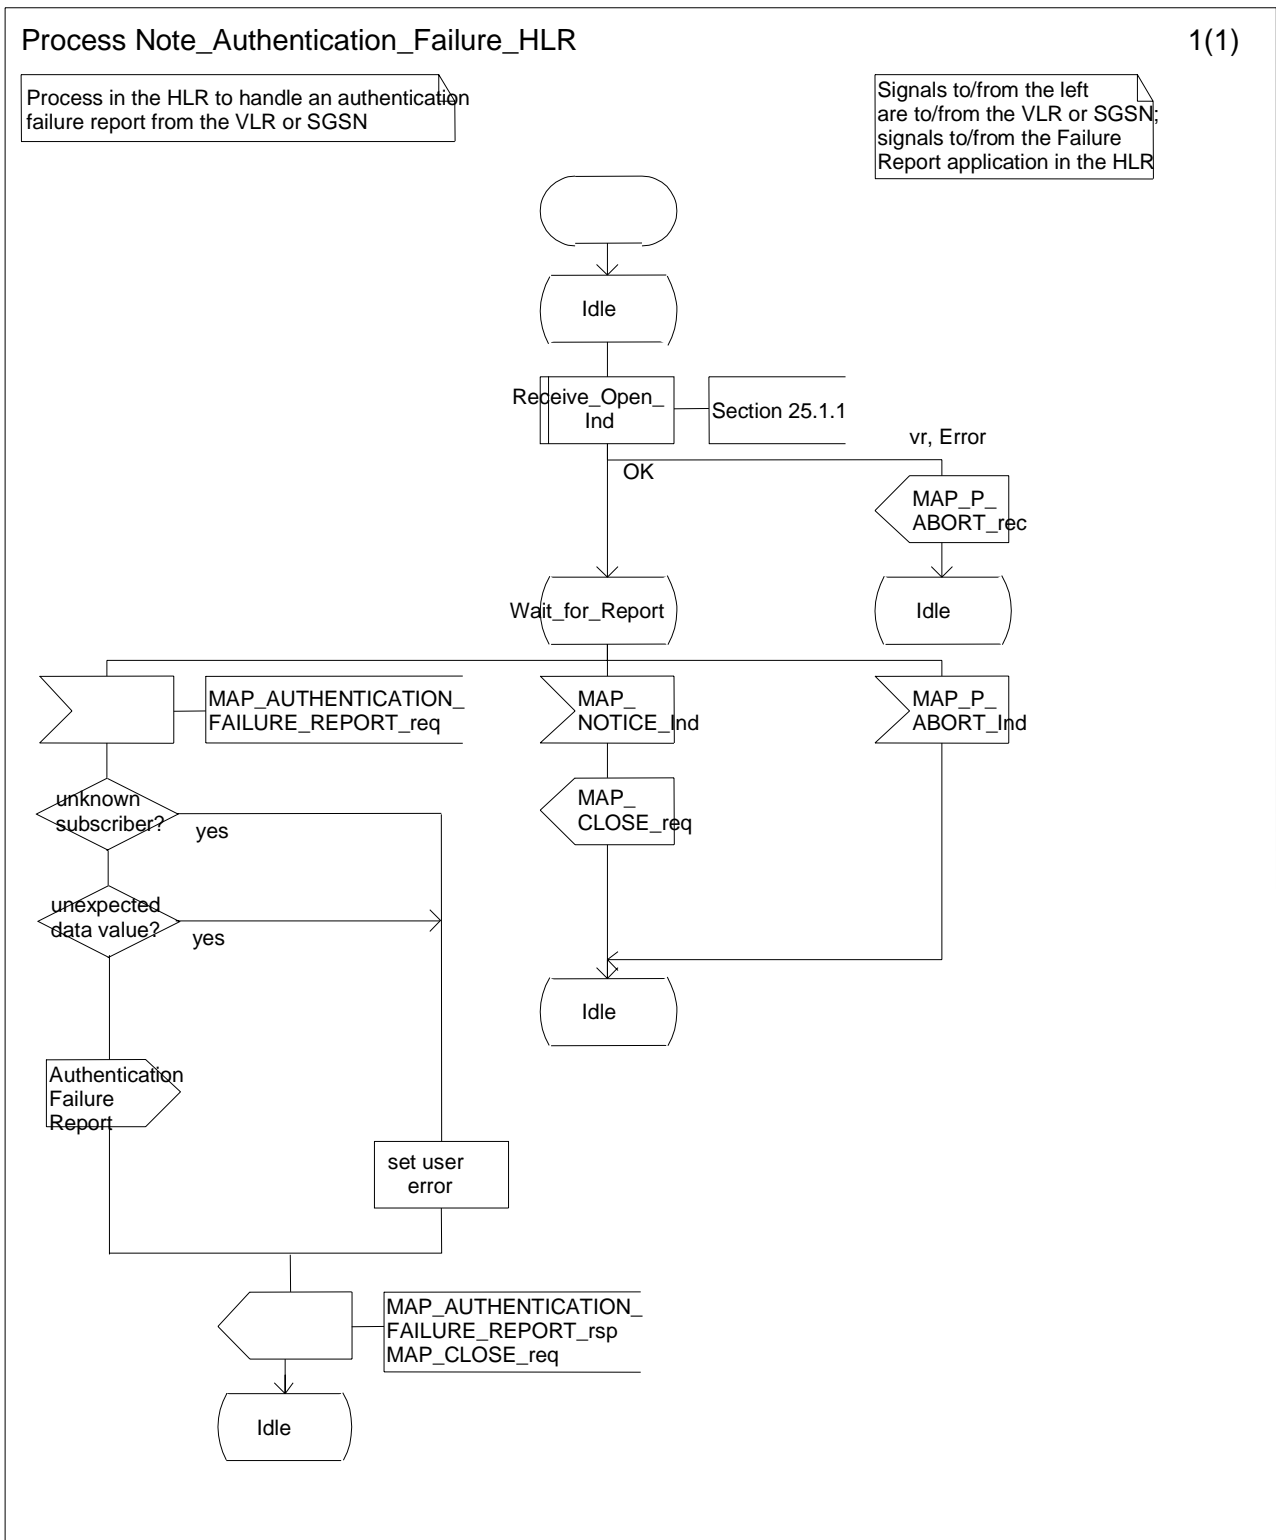 Process Note_Authentication_Failure_HLR
1(1)
Process in the HLR to handle an authentication
failure report from the VLR or SGSN
Signals to/from the left
are to/from the VLR or SGSN;
signals to/from the Failure
Report application in the HLR
Idle
Receive_Open_
Ind
Section 25.1.1
vr, Error
OK
MAP_P_
ABORT_rec
Wait_for_Report
Idle
MAP_AUTHENTICATION_
FAILURE_REPORT_req
MAP_
NOTICE_Ind
MAP_P_
ABORT_Ind
unknown
subscriber?
yes
MAP_
CLOSE_req
unexpected
data value?
yes
Idle
Authentication
Failure
Report
set user
error
MAP_AUTHENTICATION_
FAILURE_REPORT_rsp
MAP_CLOSE_req
Idle